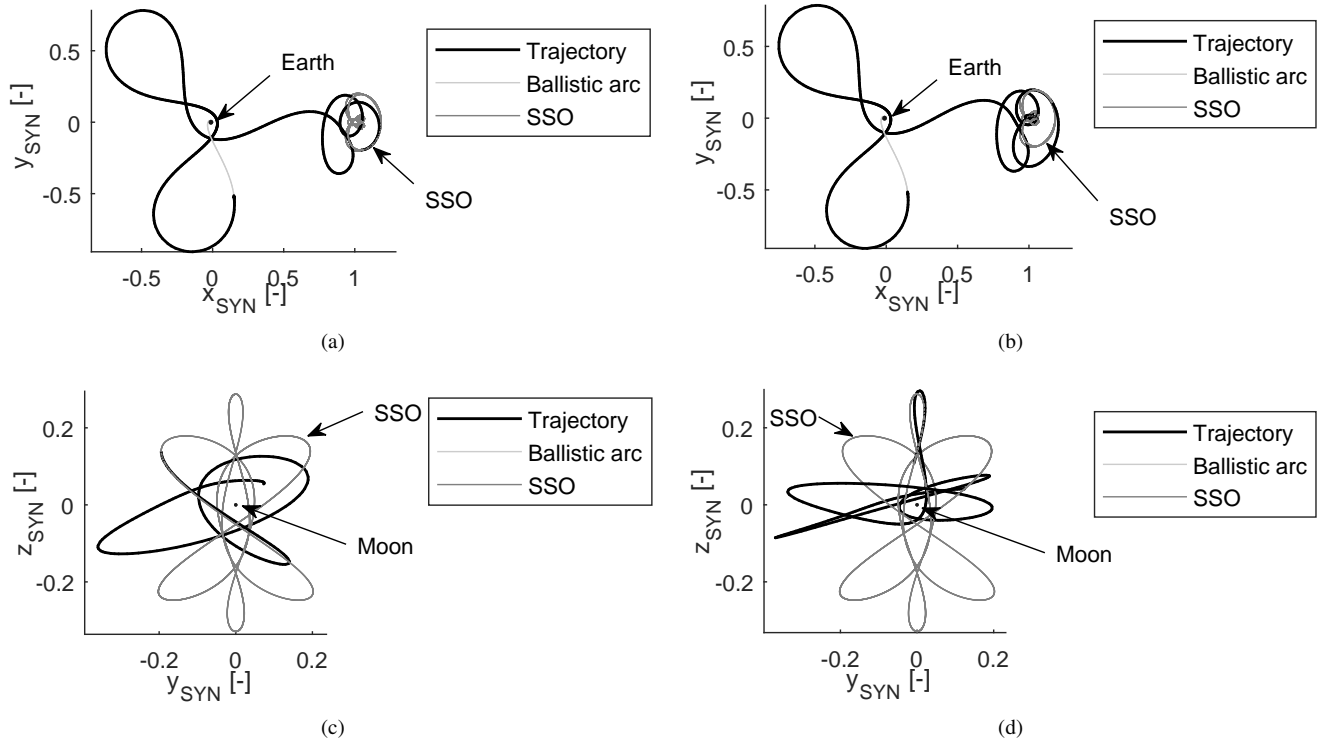 0.5
0
-0.5
y_SYN [-]
-0.5
0
0.5
1
x_SYN [-]
Earth
SSO
Trajectory
Ballistic arc
SSO
(a)
0.5
0
-0.5
y_SYN [-]
-0.5
0
0.5
1
x_SYN [-]
Earth
SSO
Trajectory
Ballistic arc
SSO
(b)
0.2
0
-0.2
z_SYN [-]
-0.2
0
0.2
y_SYN [-]
SSO
Moon
Trajectory
Ballistic arc
SSO
(c)
0.2
0
-0.2
z_SYN [-]
-0.2
0
0.2
y_SYN [-]
SSO
Moon
Trajectory
Ballistic arc
SSO
(d)